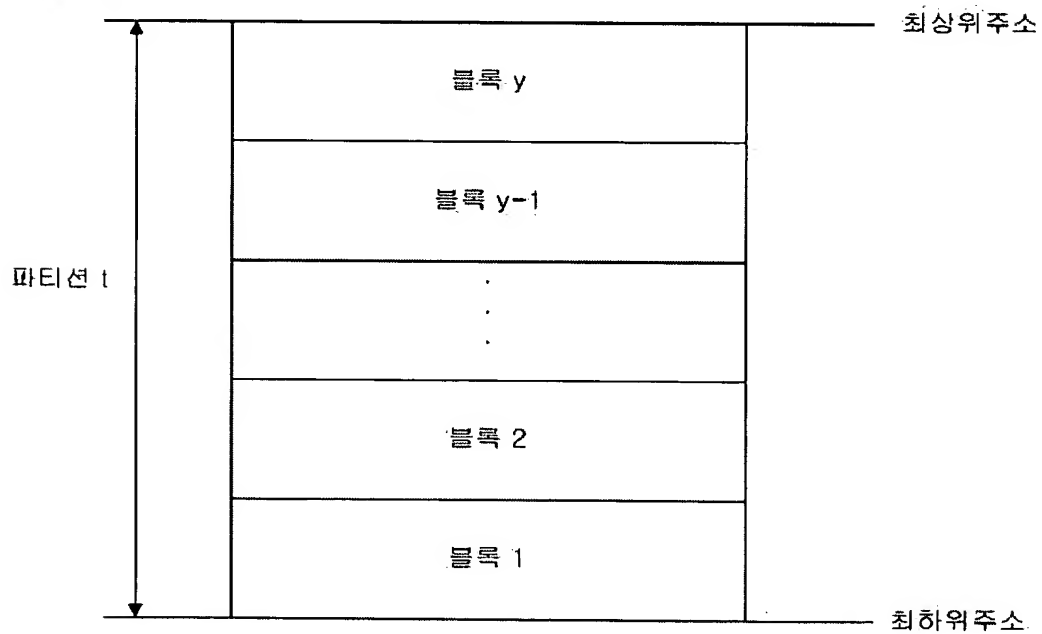 최상위주소
블록 y
블록 y-1
파티션 t
.
.
.
블록 2
블록 1
최하위주소